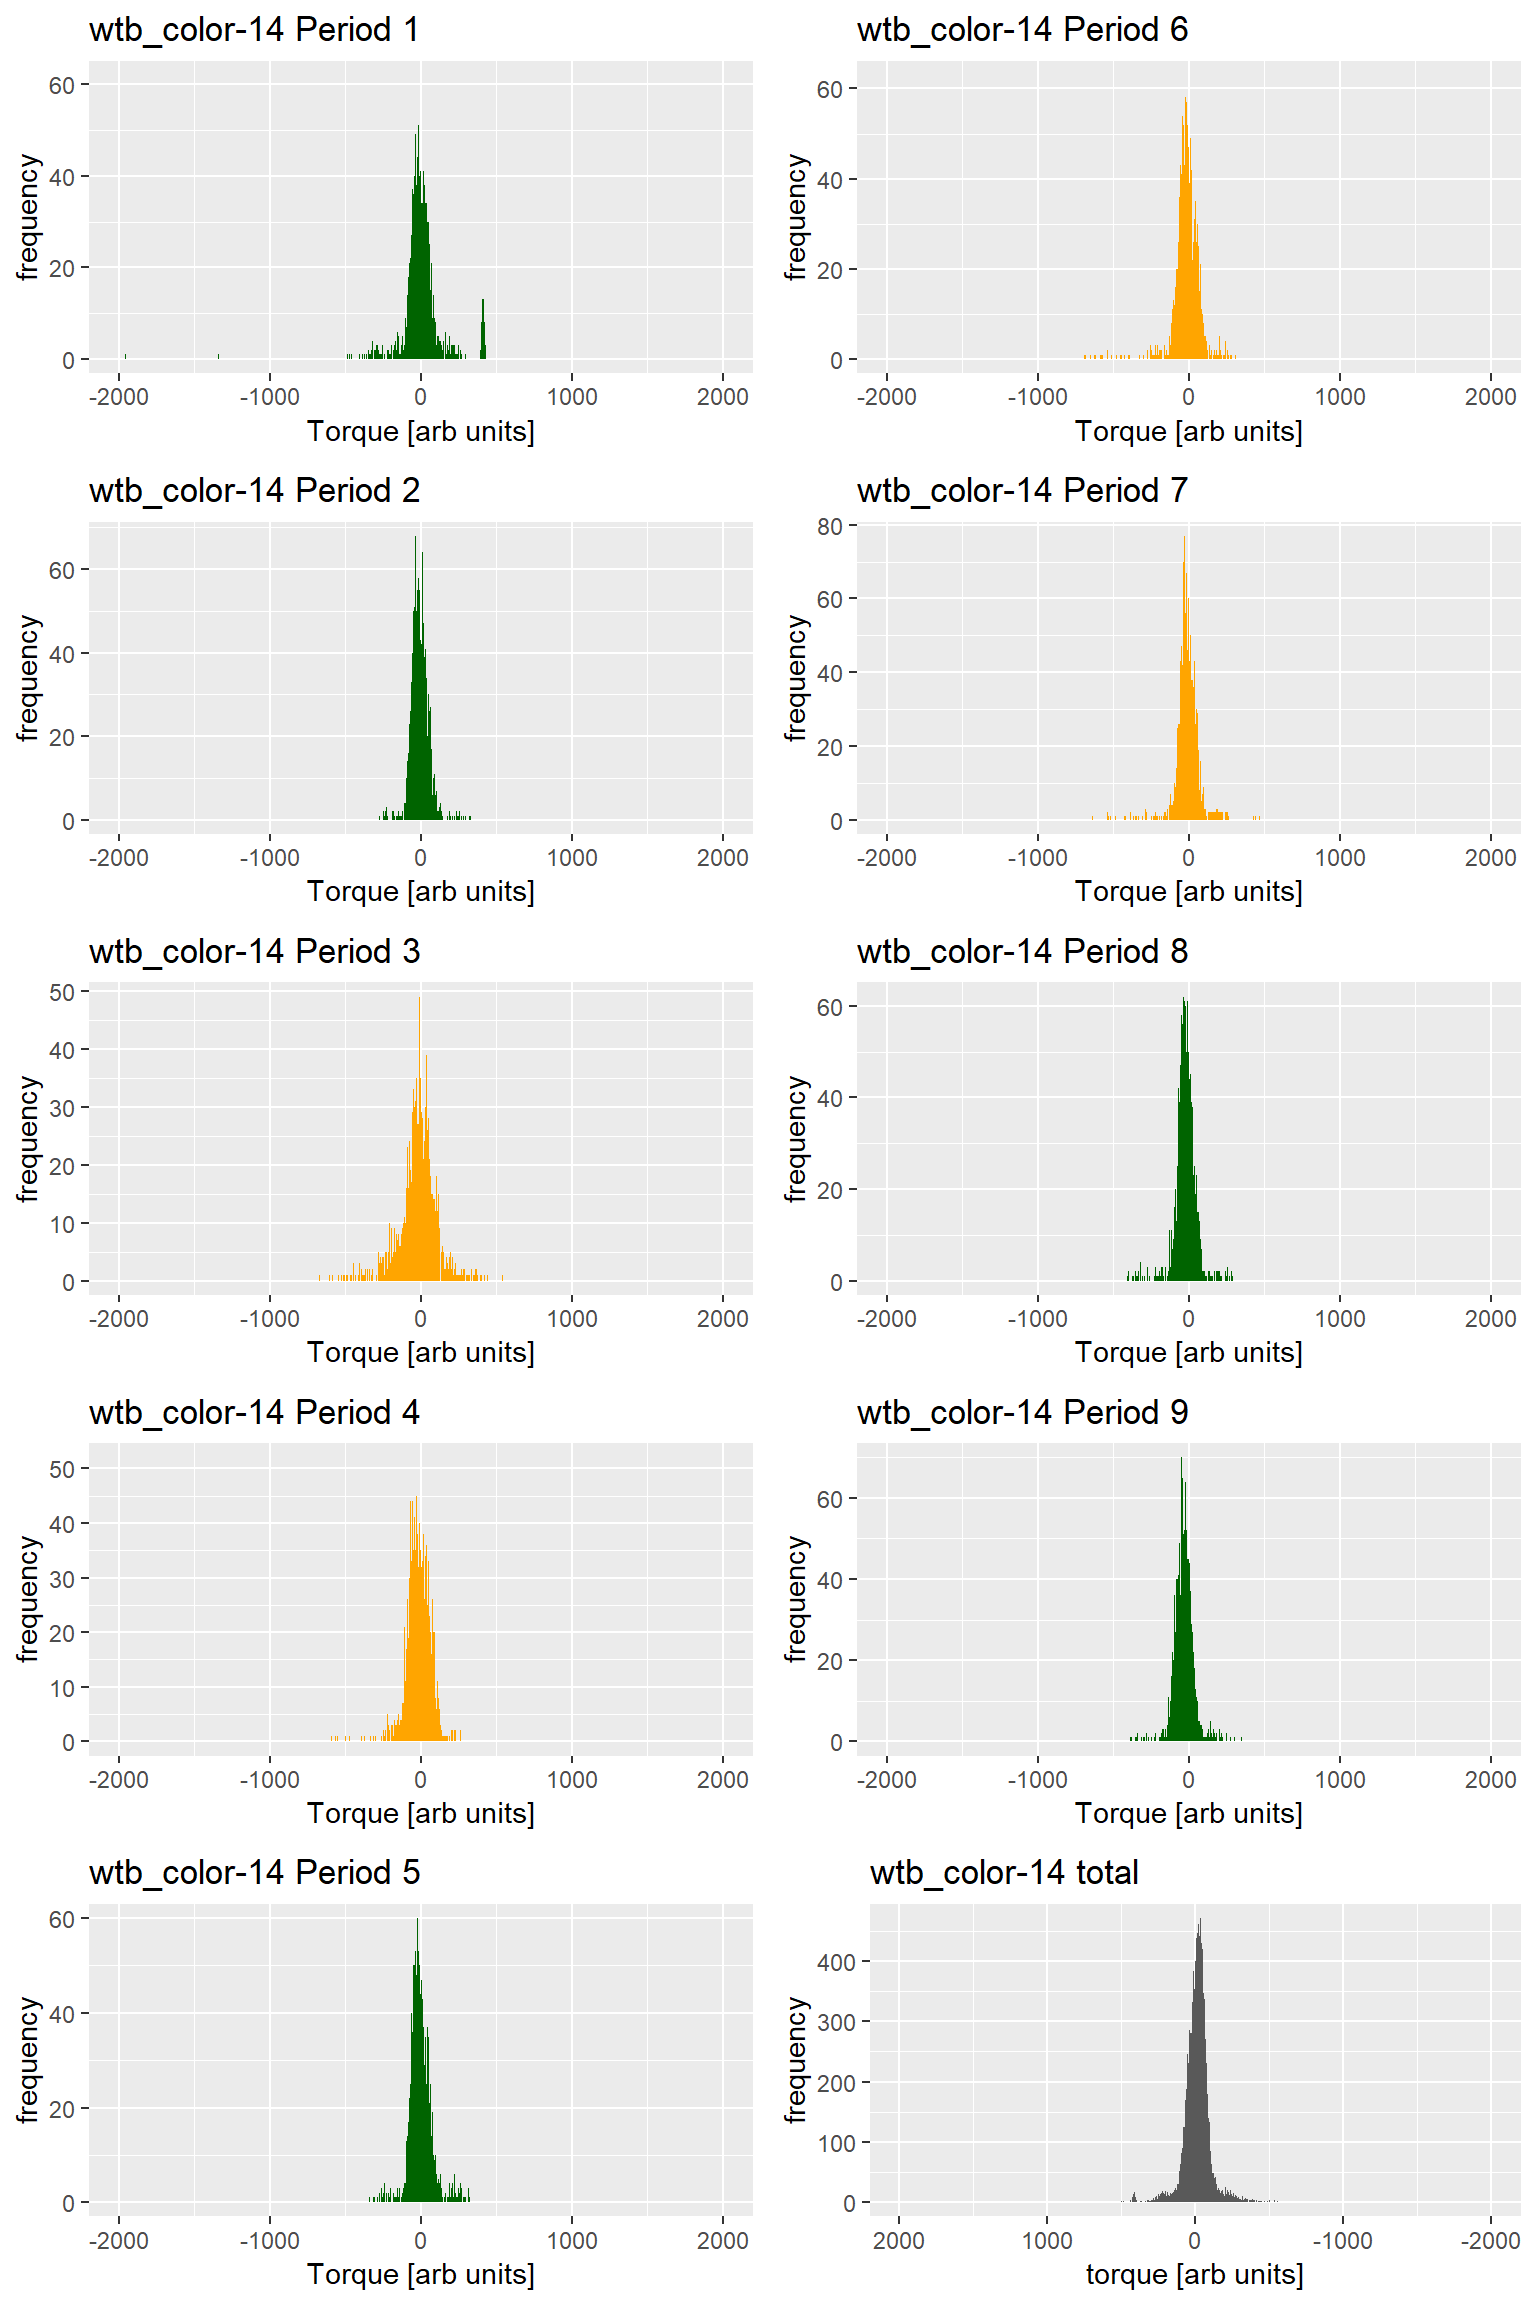 wtb_color-14 Period 1
60
40
20
0
frequency
-2000 -1000 0 1000 2000
Torque [arb units]
wtb_color-14 Period 6
60
40
20
0
frequency
-2000 -1000 0 1000 2000
Torque [arb units]
wtb_color-14 Period 2
60
40
20
0
frequency
-2000 -1000 0 1000 2000
Torque [arb units]
wtb_color-14 Period 7
80
60
40
20
0
frequency
-2000 -1000 0 1000 2000
Torque [arb units]
wtb_color-14 Period 3
50
40
30
20
10
0
frequency
-2000 -1000 0 1000 2000
Torque [arb units]
wtb_color-14 Period 8
60
40
20
0
frequency
-2000 -1000 0 1000 2000
Torque [arb units]
wtb_color-14 Period 4
50
40
30
20
10
0
frequency
-2000 -1000 0 1000 2000
Torque [arb units]
wtb_color-14 Period 9
60
40
20
0
frequency
-2000 -1000 0 1000 2000
Torque [arb units]
wtb_color-14 Period 5
60
40
20
0
frequency
-2000 -1000 0 1000 2000
Torque [arb units]
wtb_color-14 total
400
300
200
100
0
frequency
2000 1000 0 -1000 -2000
torque [arb units]